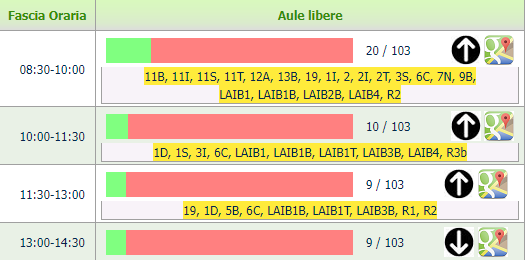 Fascia Oraria Aule libere
08:30-10:00 20 / 103
11B, 11I, 11S, 11T, 12A, 13B, 19, 1I, 2, 2I, 2T, 3S, 6C, 7N, 9B,
LAIB1, LAIB1B, LAIB2B, LAIB4, R2
10:00-11:30 10 / 103
1D, 1S, 3I, 6C, LAIB1, LAIB1B, LAIB1T, LAIB3B, LAIB4, R3b
11:30-13:00 9 / 103
19, 1D, 5B, 6C, LAIB1B, LAIB1T, LAIB3B, R1, R2
13:00-14:30 9 / 103